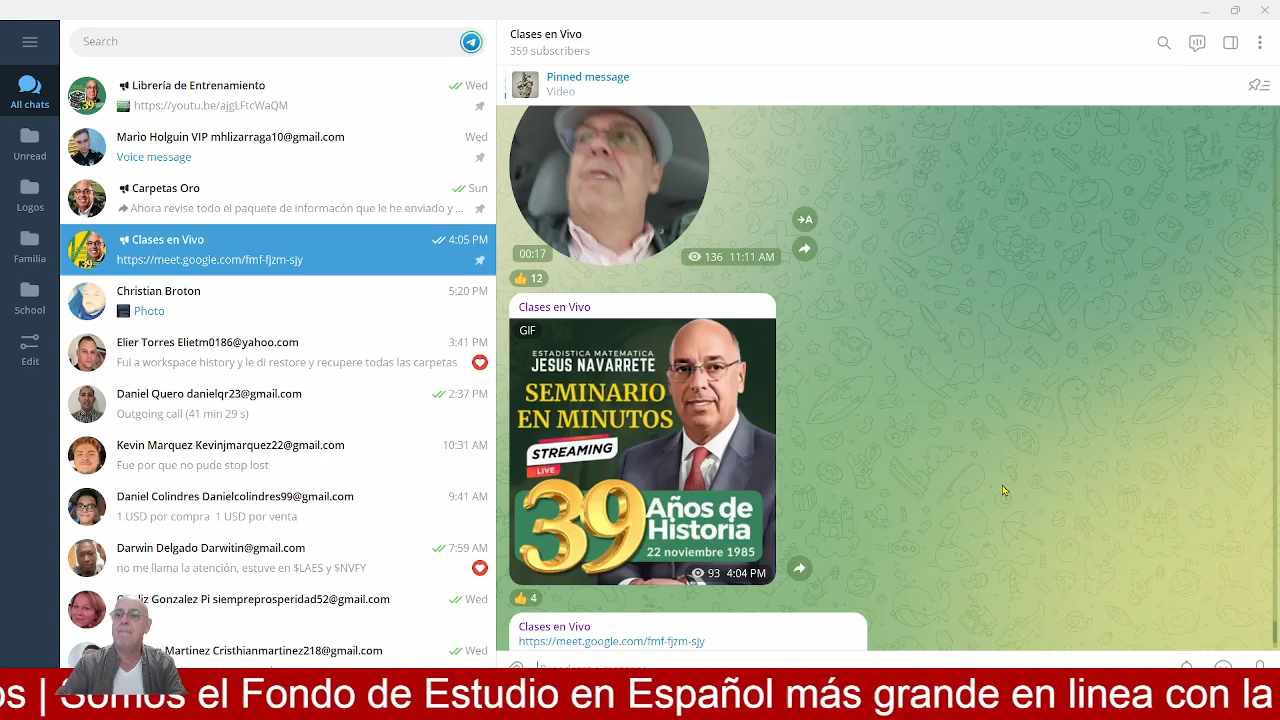 Search
All chats
Unread
Logos
Familia
School
Edit
Librería de Entrenamiento
Wed
https://youtu.be/ajgLFtcWaQM
Mario Holguin VIP mhlizarraga10@gmail.com
Wed
Voice message
Carpetas Oro
Sun
Ahora revise todo el paquete de informacón que le he enviado y ...
Clases en Vivo
4:05 PM
https://meet.google.com/fmf-fjzm-sjy
Christian Broton
5:20 PM
Photo
Elier Torres Elietm0186@yahoo.com
3:41 PM
Fui a workspace history y le di restore y recupere todas las carpetas
Daniel Quero danielqr23@gmail.com
2:37 PM
Outgoing call (41 min 29 s)
Kevin Marquez Kevinjmarquez22@gmail.com
10:31 AM
Fue por que no pude stop lost
Daniel Colindres Danielcolindres99@gmail.com
9:41 AM
1 USD por compra 1 USD por venta
Darwin Delgado Darwitin@gmail.com
7:59 AM
no me llama la atención, estuve en $LAES y $NVFY
Gonzalez Pi siempreprosperidad52@gmail.com
Wed
Martinez Cristhianmartinez218@gmail.com
Wed
Clases en Vivo
359 subscribers
Pinned message
Video
00:17
136 11:11 AM
A
12
Clases en Vivo
GIF
ESTADISTICA MATEMATICA
JESUS NAVARRETE
SEMINARIO
EN MINUTOS
STREAMING
LIVE
39
39 Años de
Historia
22 noviembre 1985
93 4:04 PM
4
Clases en Vivo
https://meet.google.com/fmf-fjzm-sjy
os | Somos el Fondo de Estudio en Español más grande en linea con la